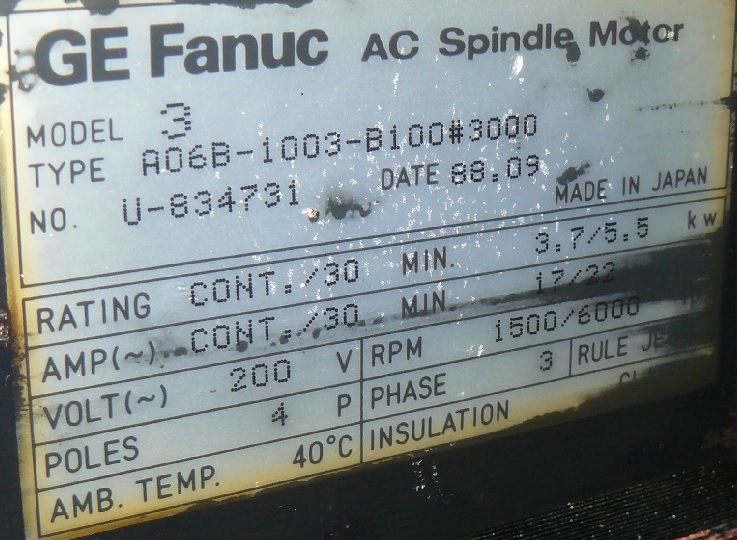 GE Fanuc AC Spindle Motor
MODEL 3
TYPE A06B-1003-B100#3000
NO. U-834731 DATE 88.09
MADE IN JAPAN
RATING CONT./30 MIN. 3.7/5.5 kw
AMP(~) CONT./30 MIN. 17/22
VOLT(~) 200 V RPM 1500/6000
POLES 4 P PHASE 3 RULE
AMB. TEMP. 40°C INSULATION